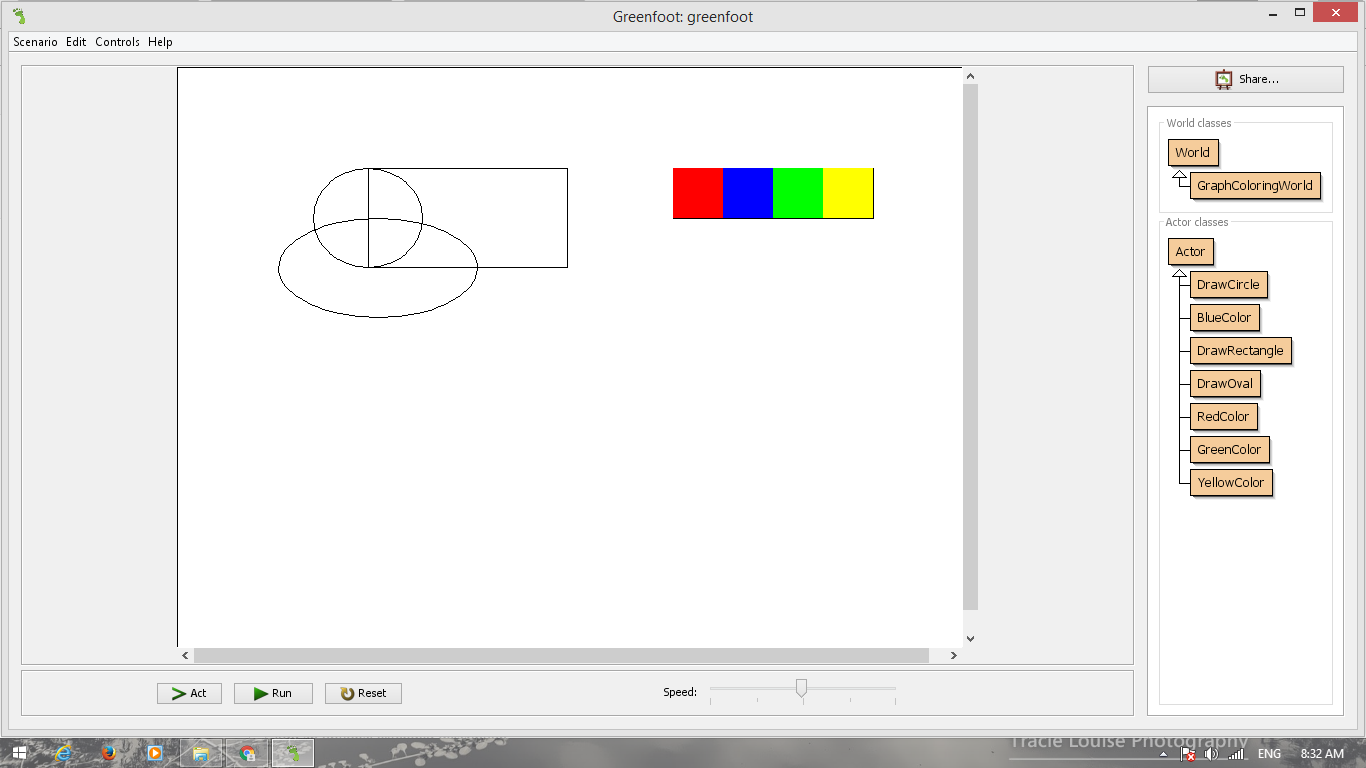 Greenfoot: greenfoot
Scenario Edit Controls Help
Share...
World classes
World
GraphColoringWorld
Actor classes
Actor
DrawCircle
BlueColor
DrawRectangle
DrawOval
RedColor
GreenColor
YellowColor
Act Run Reset Speed:
Tracie Louise Photography
ENG 8:32 AM